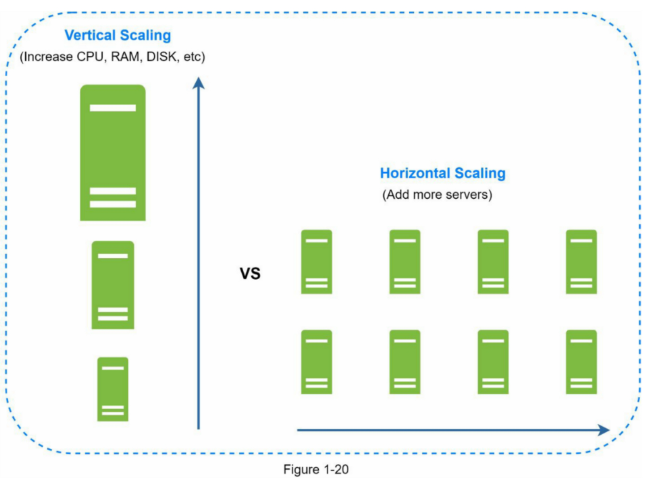 Vertical Scaling
(Increase CPU, RAM, DISK, etc)
Horizontal Scaling
(Add more servers)
VS
Figure 1-20